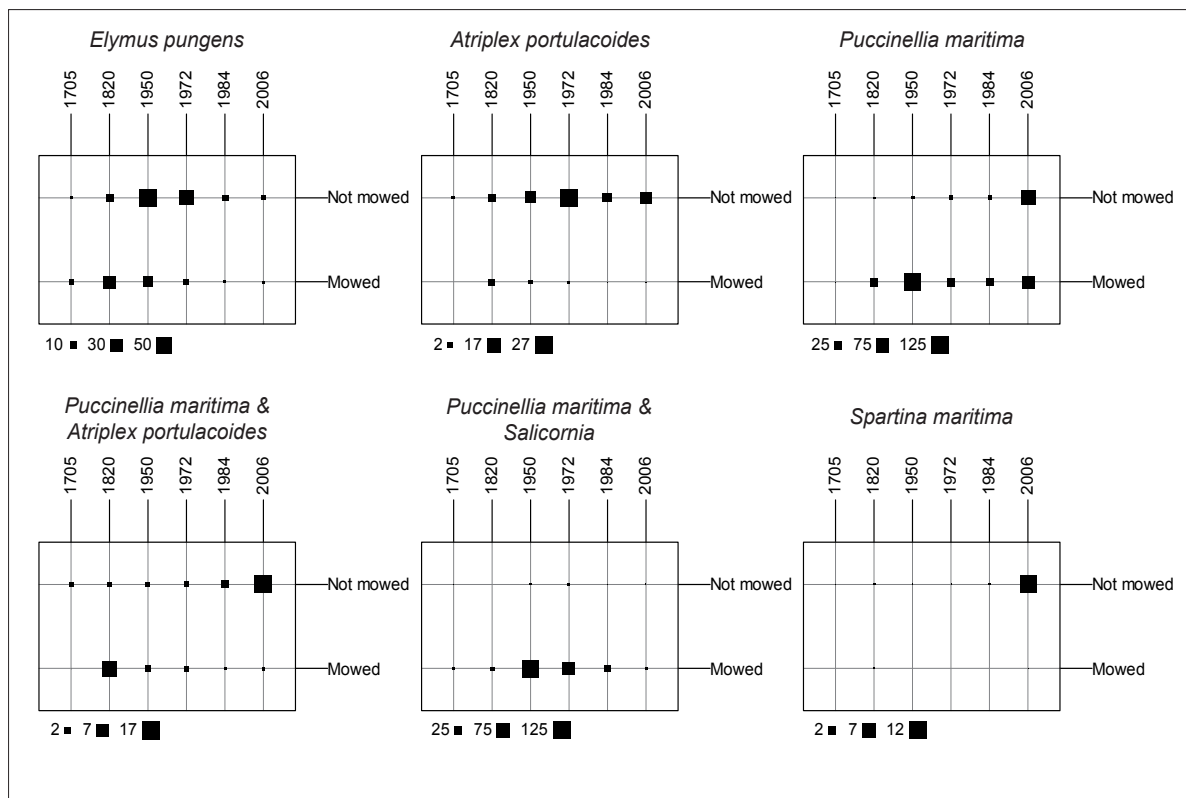 Elymus pungens
1705 1820 1950 1972 1984 2006
Not mowed
Mowed
10 30 50
Atriplex portulacoides
1705 1820 1950 1972 1984 2006
Not mowed
Mowed
2 17 27
Puccinellia maritima
1705 1820 1950 1972 1984 2006
Not mowed
Mowed
25 75 125
Puccinellia maritima &
Atriplex portulacoides
1705 1820 1950 1972 1984 2006
Not mowed
Mowed
2 7 17
Puccinellia maritima &
Salicornia
1705 1820 1950 1972 1984 2006
Not mowed
Mowed
25 75 125
Spartina maritima
1705 1820 1950 1972 1984 2006
Not mowed
Mowed
2 7 12